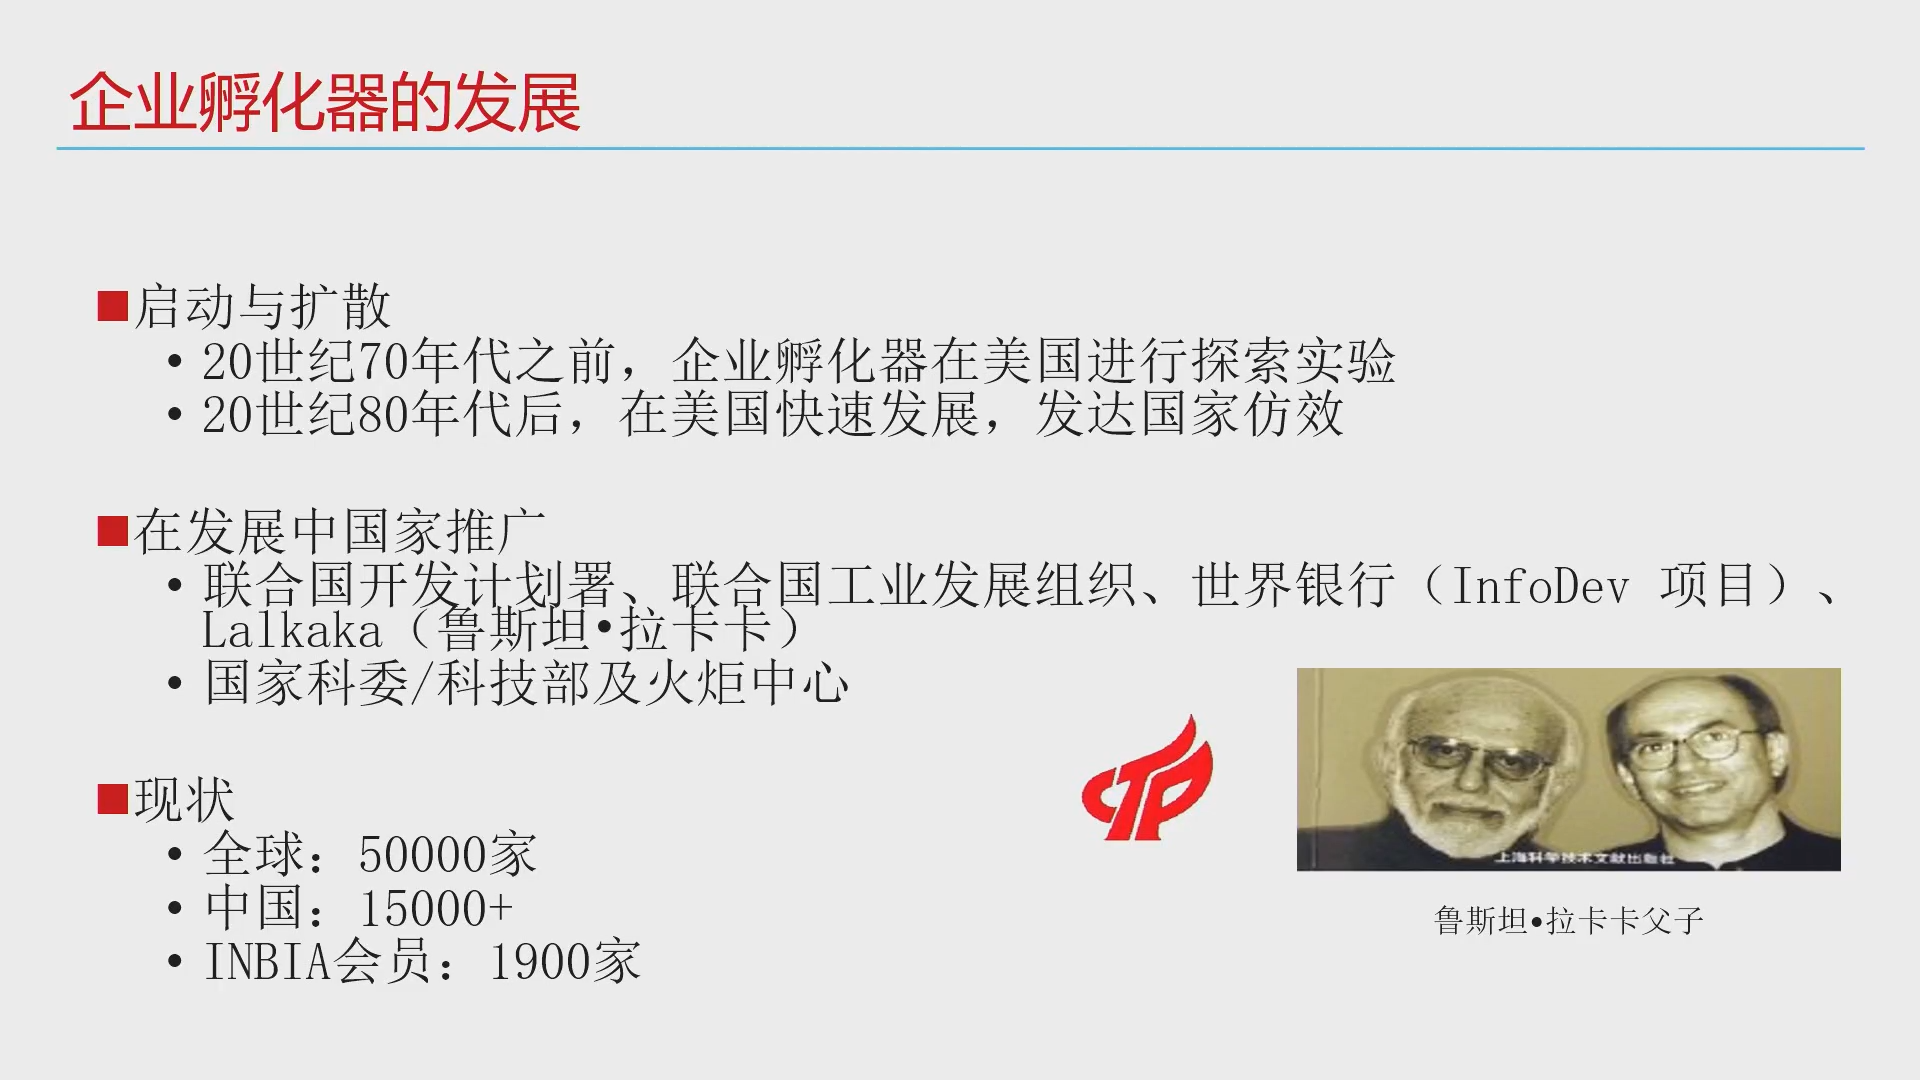 企业孵化器的发展
■启动与扩散
• 20世纪70年代之前，企业孵化器在美国进行探索实验
• 20世纪80年代后，在美国快速发展，发达国家仿效
■在发展中国家推广
• 联合国开发计划署、联合国工业发展组织、世界银行（InfoDev 项目）、
Lalkaka（鲁斯坦•拉卡卡）
• 国家科委/科技部及火炬中心
■现状
• 全球：50000家
• 中国：15000+
• INBIA会员：1900家
上海科学技术文献出版社
鲁斯坦•拉卡卡父子